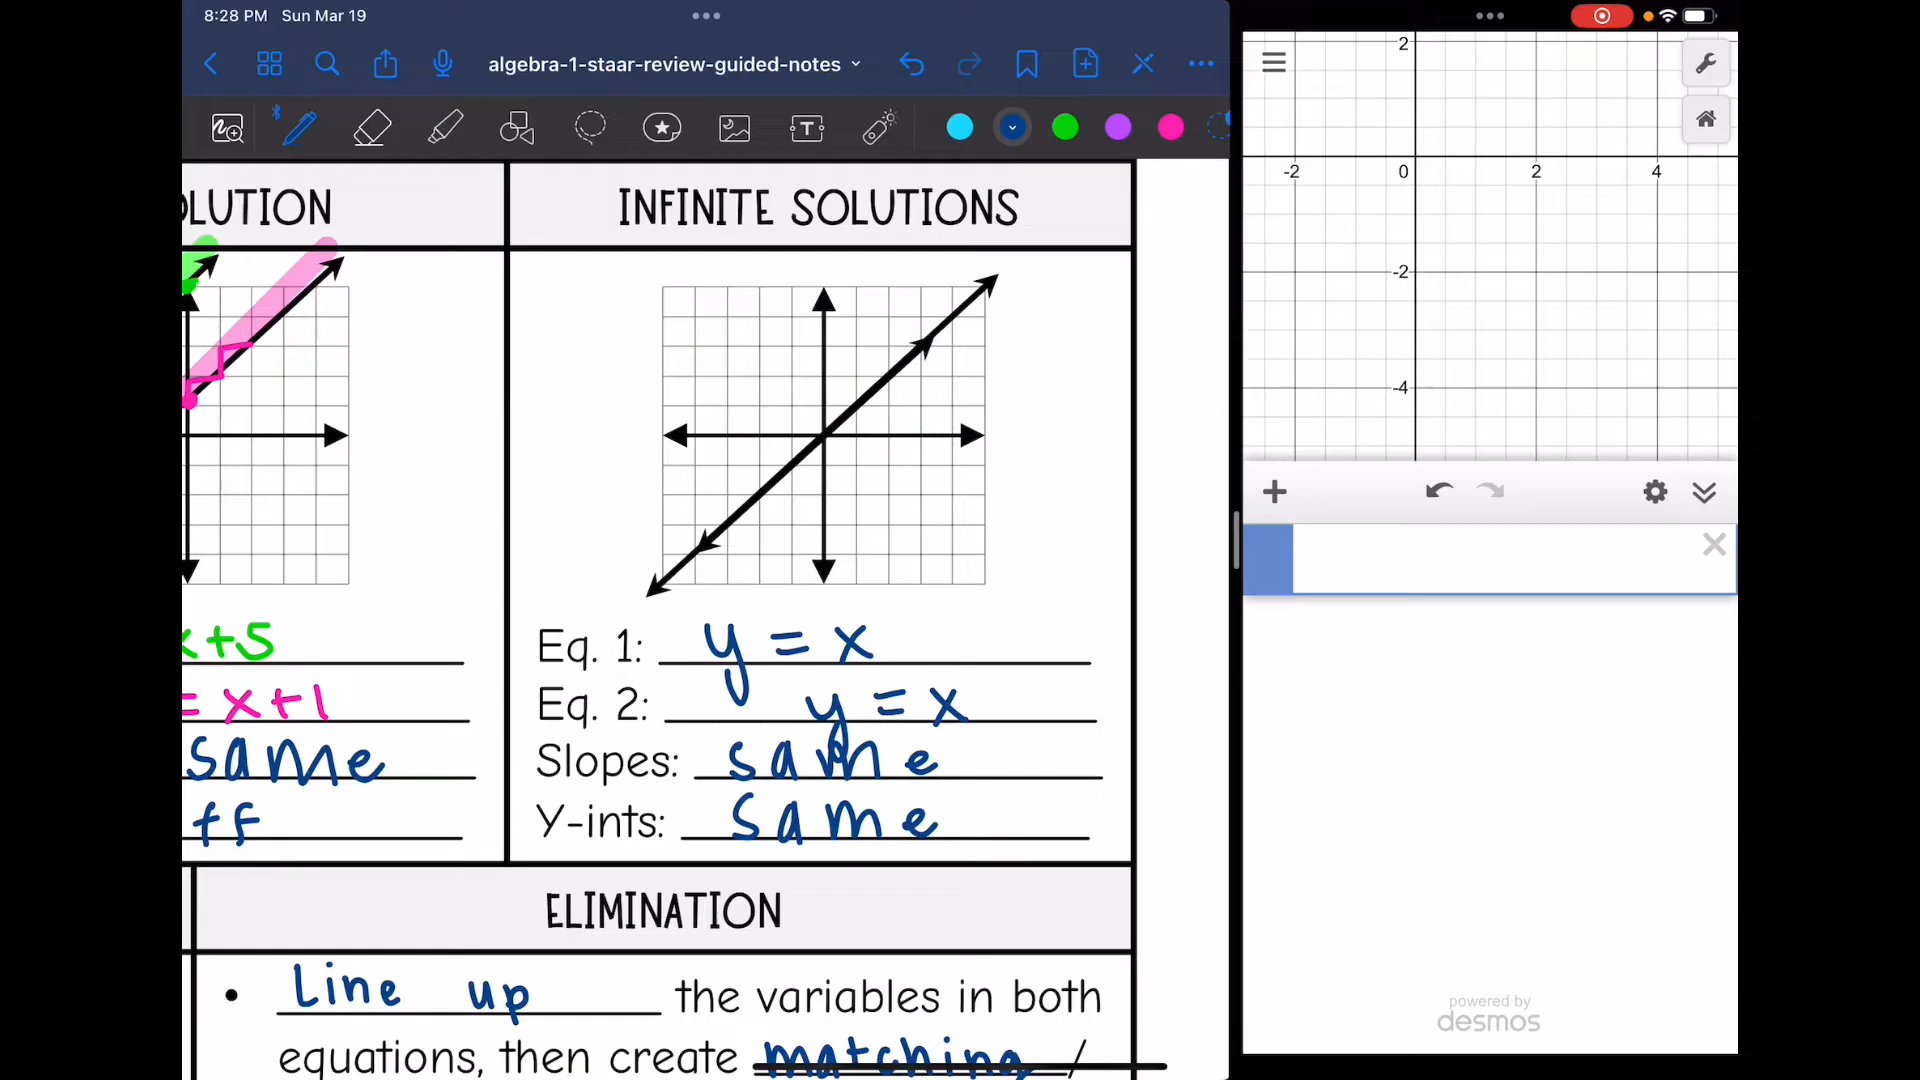 8:28 PM Sun Mar 19
algebra-1-staar-review-guided-notes
OLUTION
INFINITE SOLUTIONS
x+5
= x+1
same
ff
Eq. 1: y = x
Eq. 2: y = x
Slopes: same
Y-ints: same
ELIMINATION
• Line up the variables in both
equations, then create matching /
2
-2 0 2 4
-2
-4
powered by
desmos